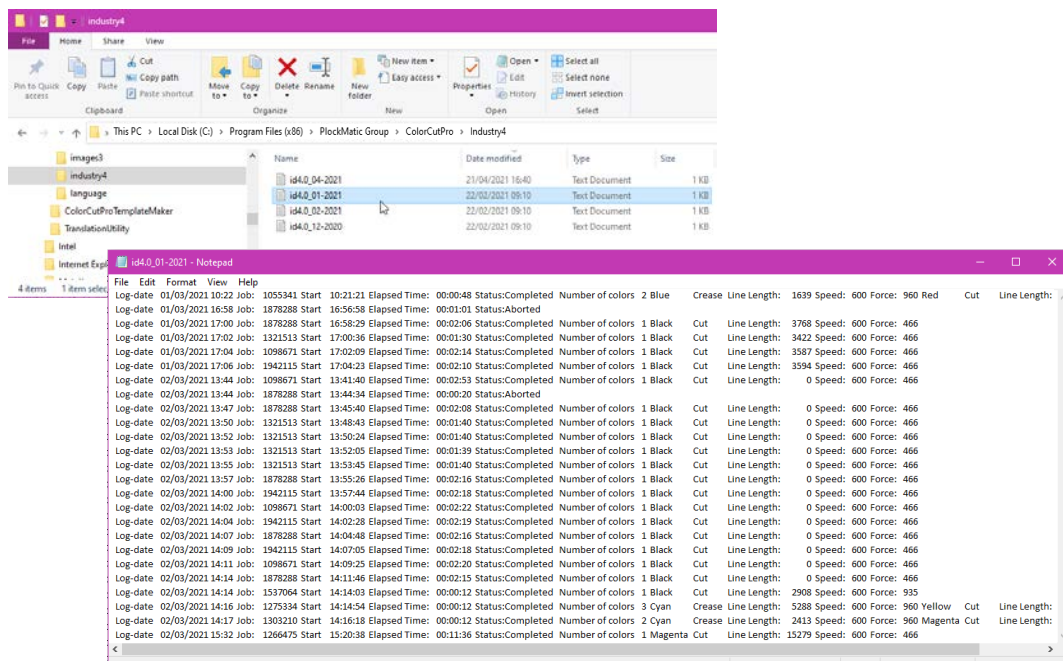 industry4
File Home Share View
Pin to Quick access
Copy
Paste
Cut
Copy path
Paste shortcut
Clipboard
Move to
Copy to
Delete
Rename
Organize
New folder
New item
Easy access
New
Properties
Open
Edit
History
Open
Select all
Select none
Invert selection
Select
This PC > Local Disk (C:) > Program Files (x86) > PlockMatic Group > ColorCutPro > Industry4
images3
industry4
language
ColorCutProTemplateMaker
TranslationUtility
Intel
Internet Expl
Name Date modified Type Size
id4.0_04-2021 21/04/2021 16:40 Text Document 1 KB
id4.0_01-2021 22/02/2021 09:10 Text Document 1 KB
id4.0_02-2021 22/02/2021 09:10 Text Document 1 KB
id4.0_12-2020 22/02/2021 09:10 Text Document 1 KB
4 items 1 item selec
id4.0_01-2021 - Notepad
File Edit Format View Help
Log-date 01/03/2021 10:22 Job: 1055341 Start 10:21:21 Elapsed Time: 00:00:48 Status:Completed Number of colors 2 Blue Crease Line Length: 1639 Speed: 600 Force: 960 Red Cut Line Length:
Log-date 01/03/2021 16:58 Job: 1878288 Start 16:56:58 Elapsed Time: 00:01:01 Status:Aborted
Log-date 01/03/2021 17:00 Job: 1878288 Start 16:58:29 Elapsed Time: 00:02:06 Status:Completed Number of colors 1 Black Cut Line Length: 3768 Speed: 600 Force: 466
Log-date 01/03/2021 17:02 Job: 1321513 Start 17:00:36 Elapsed Time: 00:01:30 Status:Completed Number of colors 1 Black Cut Line Length: 3422 Speed: 600 Force: 466
Log-date 01/03/2021 17:04 Job: 1098671 Start 17:02:09 Elapsed Time: 00:02:14 Status:Completed Number of colors 1 Black Cut Line Length: 3587 Speed: 600 Force: 466
Log-date 01/03/2021 17:06 Job: 1942115 Start 17:04:23 Elapsed Time: 00:02:10 Status:Completed Number of colors 1 Black Cut Line Length: 3594 Speed: 600 Force: 466
Log-date 02/03/2021 13:44 Job: 1098671 Start 13:41:40 Elapsed Time: 00:02:53 Status:Completed Number of colors 1 Black Cut Line Length: 0 Speed: 600 Force: 466
Log-date 02/03/2021 13:44 Job: 1878288 Start 13:44:34 Elapsed Time: 00:00:20 Status:Aborted
Log-date 02/03/2021 13:47 Job: 1878288 Start 13:45:40 Elapsed Time: 00:02:08 Status:Completed Number of colors 1 Black Cut Line Length: 0 Speed: 600 Force: 466
Log-date 02/03/2021 13:50 Job: 1321513 Start 13:48:43 Elapsed Time: 00:01:40 Status:Completed Number of colors 1 Black Cut Line Length: 0 Speed: 600 Force: 466
Log-date 02/03/2021 13:52 Job: 1321513 Start 13:50:24 Elapsed Time: 00:01:40 Status:Completed Number of colors 1 Black Cut Line Length: 0 Speed: 600 Force: 466
Log-date 02/03/2021 13:53 Job: 1321513 Start 13:52:05 Elapsed Time: 00:01:39 Status:Completed Number of colors 1 Black Cut Line Length: 0 Speed: 600 Force: 466
Log-date 02/03/2021 13:55 Job: 1321513 Start 13:53:45 Elapsed Time: 00:01:40 Status:Completed Number of colors 1 Black Cut Line Length: 0 Speed: 600 Force: 466
Log-date 02/03/2021 13:57 Job: 1878288 Start 13:55:26 Elapsed Time: 00:02:16 Status:Completed Number of colors 1 Black Cut Line Length: 0 Speed: 600 Force: 466
Log-date 02/03/2021 14:00 Job: 1942115 Start 13:57:44 Elapsed Time: 00:02:18 Status:Completed Number of colors 1 Black Cut Line Length: 0 Speed: 600 Force: 466
Log-date 02/03/2021 14:02 Job: 1098671 Start 14:00:03 Elapsed Time: 00:02:22 Status:Completed Number of colors 1 Black Cut Line Length: 0 Speed: 600 Force: 466
Log-date 02/03/2021 14:04 Job: 1942115 Start 14:02:28 Elapsed Time: 00:02:19 Status:Completed Number of colors 1 Black Cut Line Length: 0 Speed: 600 Force: 466
Log-date 02/03/2021 14:07 Job: 1878288 Start 14:04:48 Elapsed Time: 00:02:16 Status:Completed Number of colors 1 Black Cut Line Length: 0 Speed: 600 Force: 466
Log-date 02/03/2021 14:09 Job: 1942115 Start 14:07:05 Elapsed Time: 00:02:18 Status:Completed Number of colors 1 Black Cut Line Length: 0 Speed: 600 Force: 466
Log-date 02/03/2021 14:11 Job: 1098671 Start 14:09:25 Elapsed Time: 00:02:20 Status:Completed Number of colors 1 Black Cut Line Length: 0 Speed: 600 Force: 466
Log-date 02/03/2021 14:14 Job: 1878288 Start 14:11:46 Elapsed Time: 00:02:15 Status:Completed Number of colors 1 Black Cut Line Length: 0 Speed: 600 Force: 466
Log-date 02/03/2021 14:14 Job: 1537064 Start 14:14:03 Elapsed Time: 00:00:12 Status:Completed Number of colors 1 Black Cut Line Length: 2908 Speed: 600 Force: 935
Log-date 02/03/2021 14:16 Job: 1275334 Start 14:14:54 Elapsed Time: 00:00:12 Status:Completed Number of colors 3 Cyan Crease Line Length: 5288 Speed: 600 Force: 960 Yellow Cut Line Length:
Log-date 02/03/2021 14:17 Job: 1303210 Start 14:16:18 Elapsed Time: 00:00:12 Status:Completed Number of colors 2 Cyan Crease Line Length: 2413 Speed: 600 Force: 960 Magenta Cut Line Length:
Log-date 02/03/2021 15:32 Job: 1266475 Start 15:20:38 Elapsed Time: 00:11:36 Status:Completed Number of colors 1 Magenta Cut Line Length: 15279 Speed: 600 Force: 466